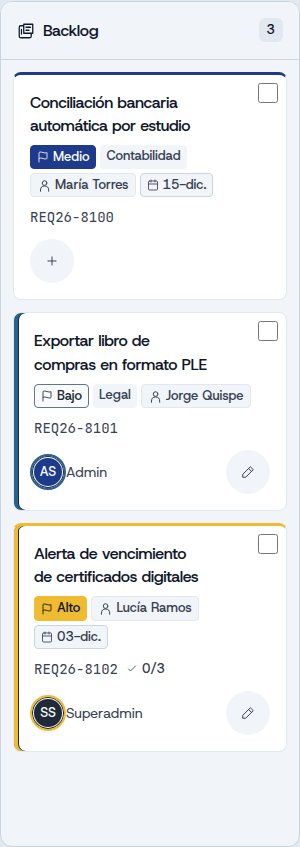 Backlog 3
Conciliación bancaria
automática por estudio
Medio Contabilidad
María Torres 15-dic.
REQ26-8100
+
Exportar libro de
compras en formato PLE
Bajo Legal Jorge Quispe
REQ26-8101
AS Admin
Alerta de vencimiento
de certificados digitales
Alto Lucía Ramos
03-dic.
REQ26-8102 ✓ 0/3
SS Superadmin